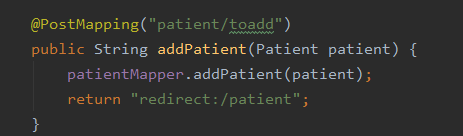 @PostMapping("patient/toadd")
public String addPatient(Patient patient) {
patientMapper.addPatient(patient);
return "redirect:/patient";
}